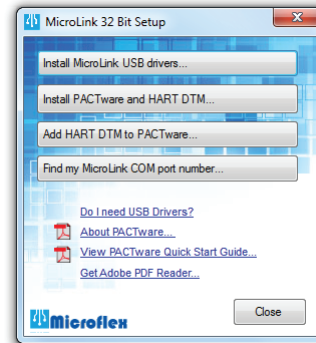 MicroLink 32 Bit Setup
Install MicroLink USB drivers...
Install PACTware and HART DTM...
Add HART DTM to PACTware...
Find my MicroLink COM port number...
Do I need USB Drivers?
About PACTware...
View PACTware Quick Start Guide...
Get Adobe PDF Reader...
Microflex
Close